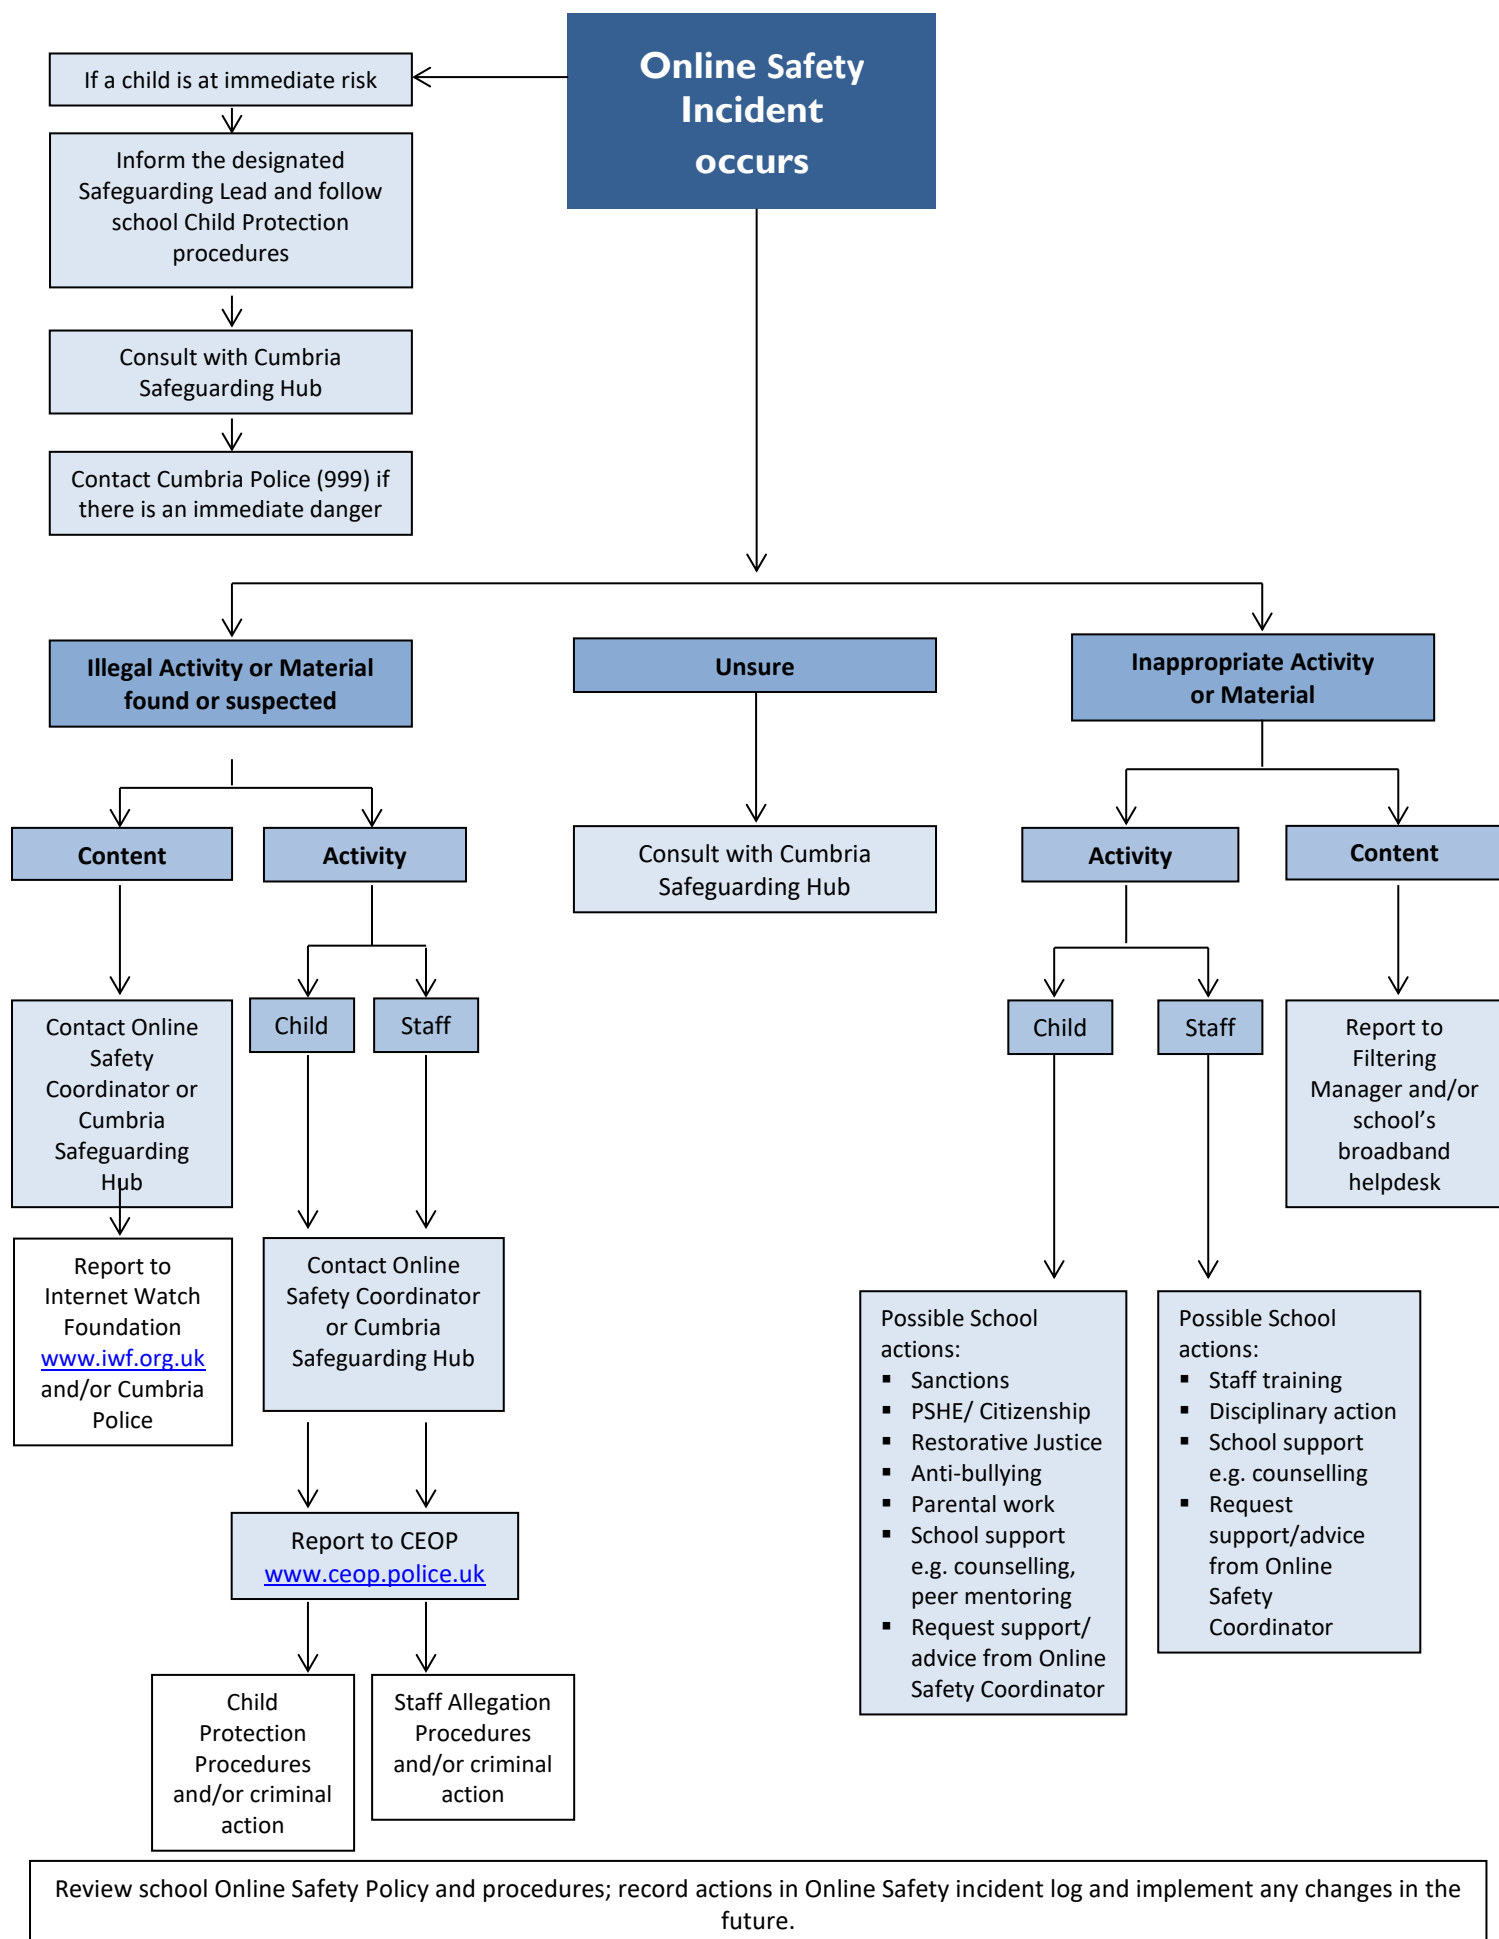 Online Safety
Incident
occurs
If a child is at immediate risk
Inform the designated
Safeguarding Lead and follow
school Child Protection
procedures
Consult with Cumbria
Safeguarding Hub
Contact Cumbria Police (999) if
there is an immediate danger
Illegal Activity or Material
found or suspected
Unsure
Inappropriate Activity
or Material
Content
Activity
Consult with Cumbria
Safeguarding Hub
Activity
Content
Contact Online
Safety
Coordinator or
Cumbria
Safeguarding
Hub
Child
Staff
Child
Staff
Report to
Filtering
Manager and/or
school’s
broadband
helpdesk
Report to
Internet Watch
Foundation
www.iwf.org.uk
and/or Cumbria
Police
Contact Online
Safety Coordinator
or Cumbria
Safeguarding Hub
Possible School
actions:
▪ Sanctions
▪ PSHE/ Citizenship
▪ Restorative Justice
▪ Anti-bullying
▪ Parental work
▪ School support
e.g. counselling,
peer mentoring
▪ Request support/
advice from Online
Safety Coordinator
Possible School
actions:
▪ Staff training
▪ Disciplinary action
▪ School support
e.g. counselling
▪ Request
support/advice
from Online
Safety
Coordinator
Report to CEOP
www.ceop.police.uk
Child
Protection
Procedures
and/or criminal
action
Staff Allegation
Procedures
and/or criminal
action
Review school Online Safety Policy and procedures; record actions in Online Safety incident log and implement any changes in the
future.